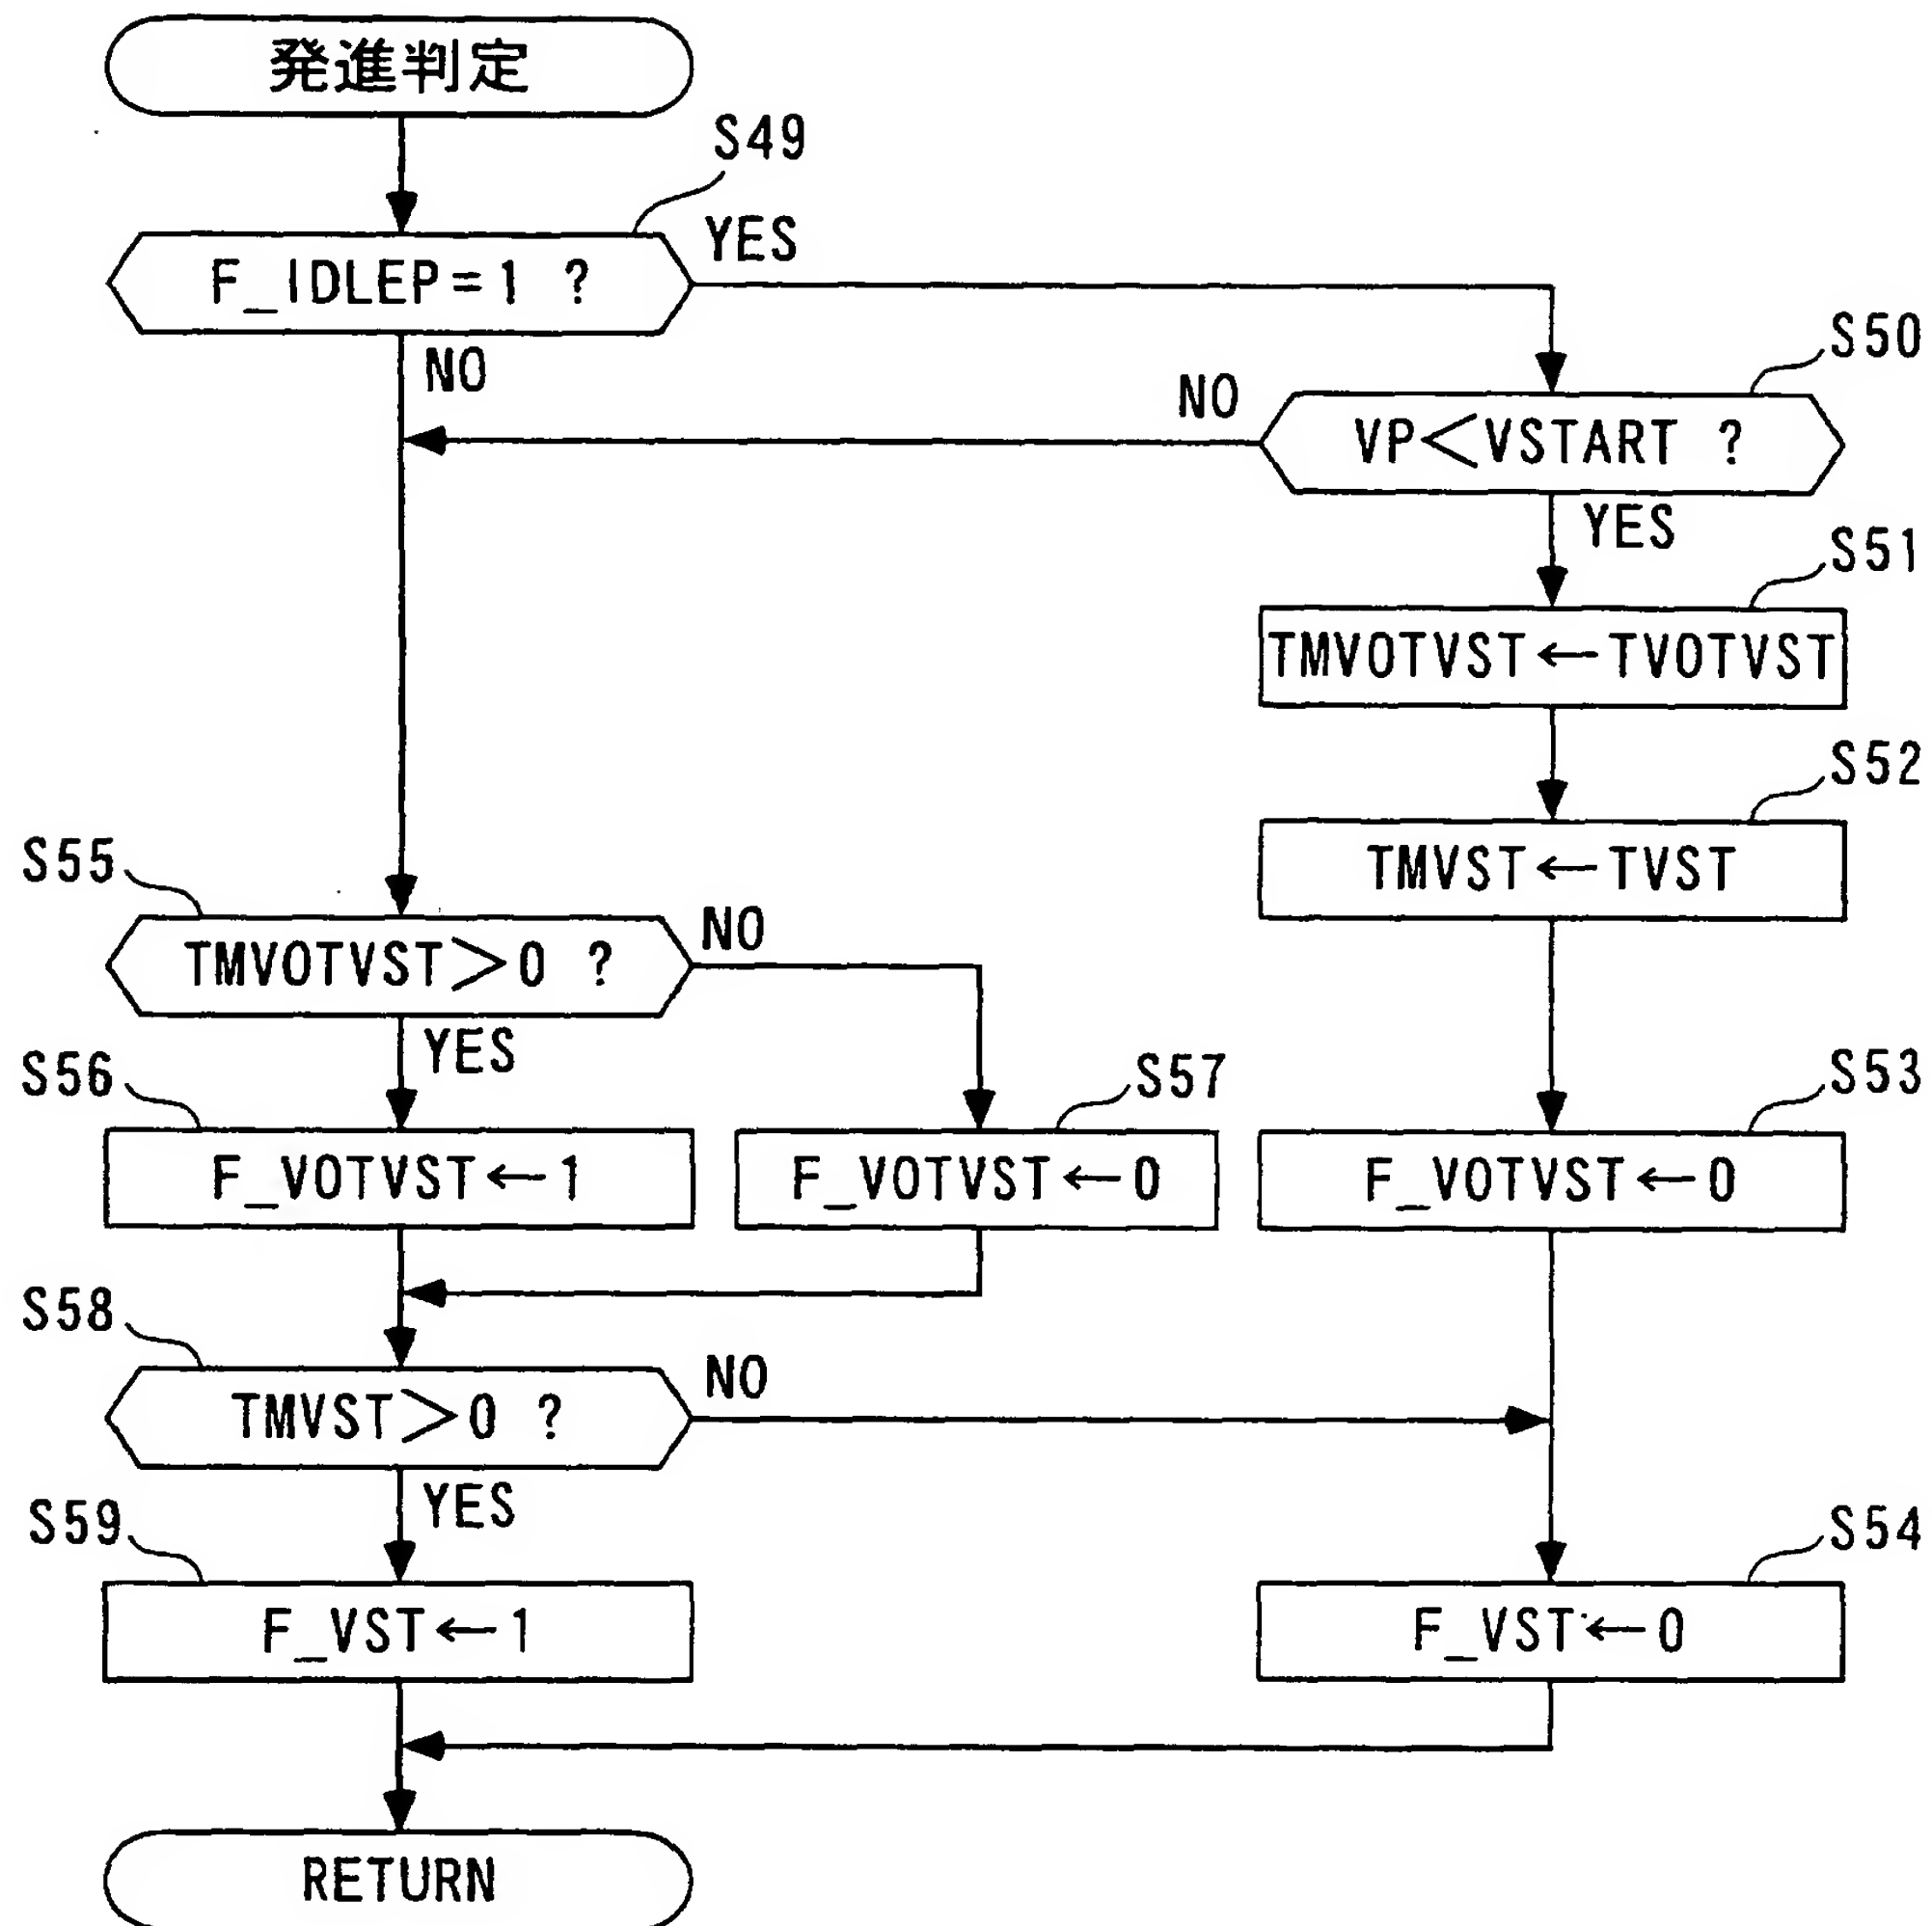 発進判定
S49
F_IDLEP=1 ?
YES
NO
S50
VP<VSTART ?
NO
YES
S51
TMVOTVST←TVOTVST
S52
TMVST←TVST
S55
TMVOTVST>0 ?
NO
YES
S56
F_VOTVST←1
S57
F_VOTVST←0
S53
F_VOTVST←0
S58
TMVST>0 ?
NO
YES
S59
F_VST←1
S54
F_VST←0
RETURN